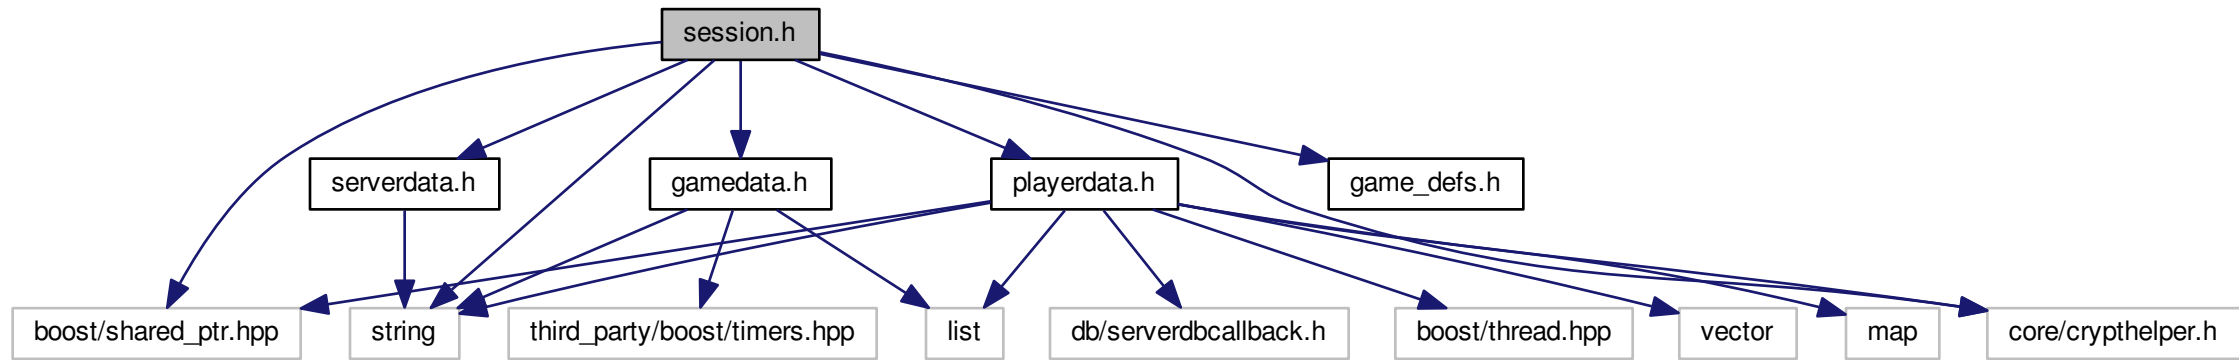 session.h
serverdata.h
gamedata.h
playerdata.h
game_defs.h
boost/shared_ptr.hpp
string
third_party/boost/timers.hpp
list
db/serverdbcallback.h
boost/thread.hpp
vector
map
core/crypthelper.h